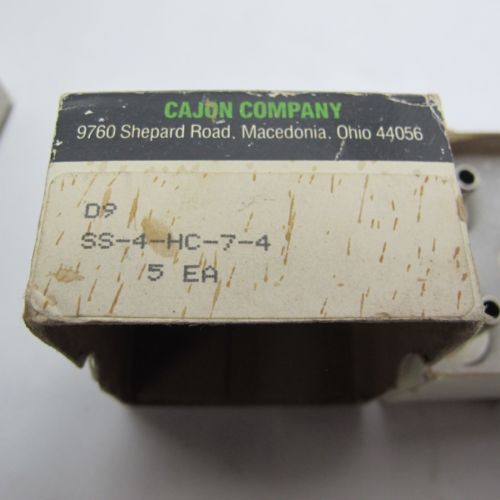 CAJON COMPANY
9760 Shepard Road, Macedonia, Ohio 44056
D9
SS-4-HC-7-4
5 EA